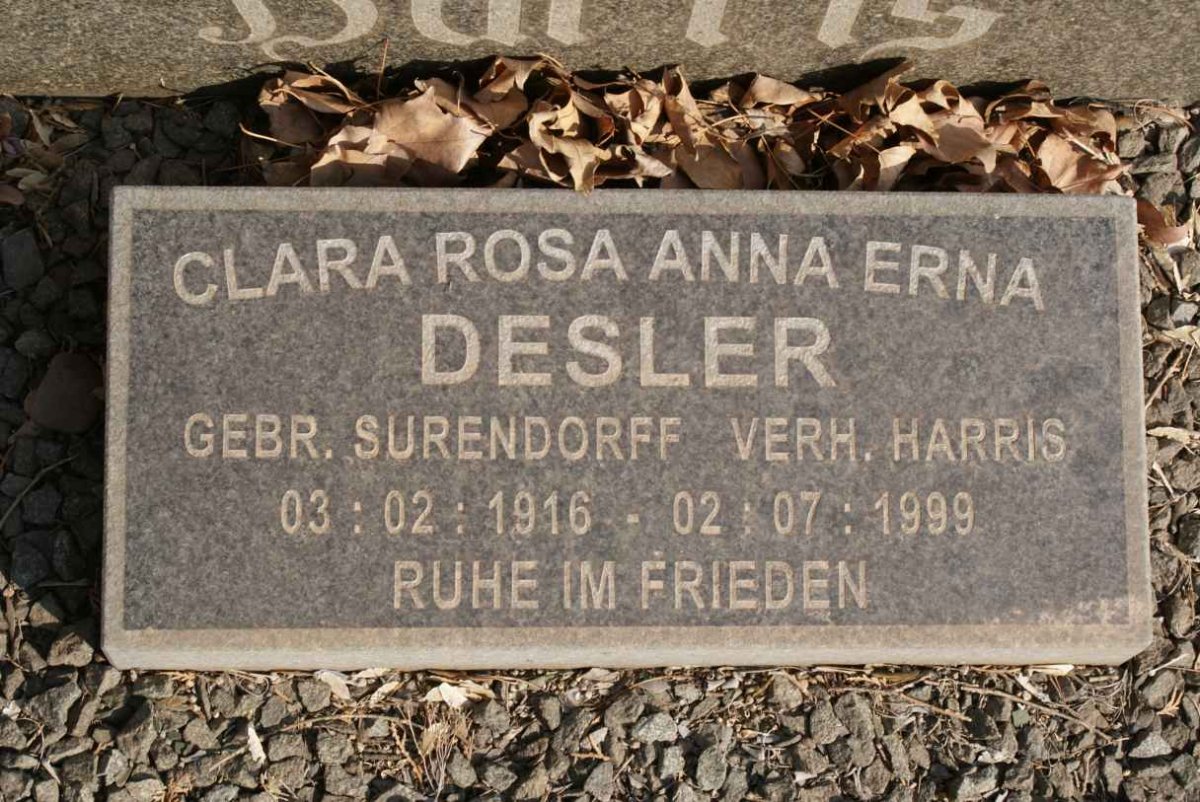 CLARA ROSA ANNA ERNA
DESLER
GEBR. SURENDORFF VERH. HARRIS
03 : 02 : 1916 - 02 : 07 : 1999
RUHE IM FRIEDEN